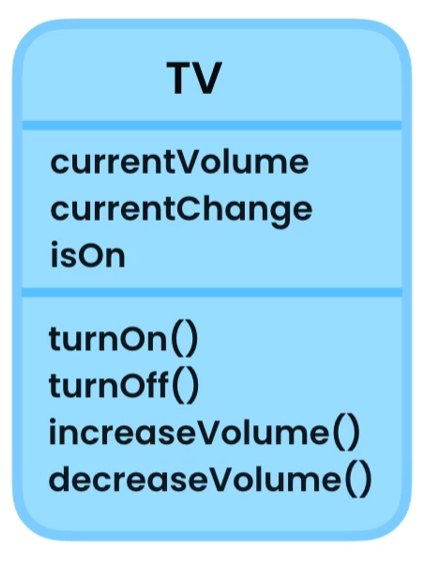 TV
currentVolume
currentChange
isOn
turnOn()
turnOff()
increaseVolume()
decreaseVolume()